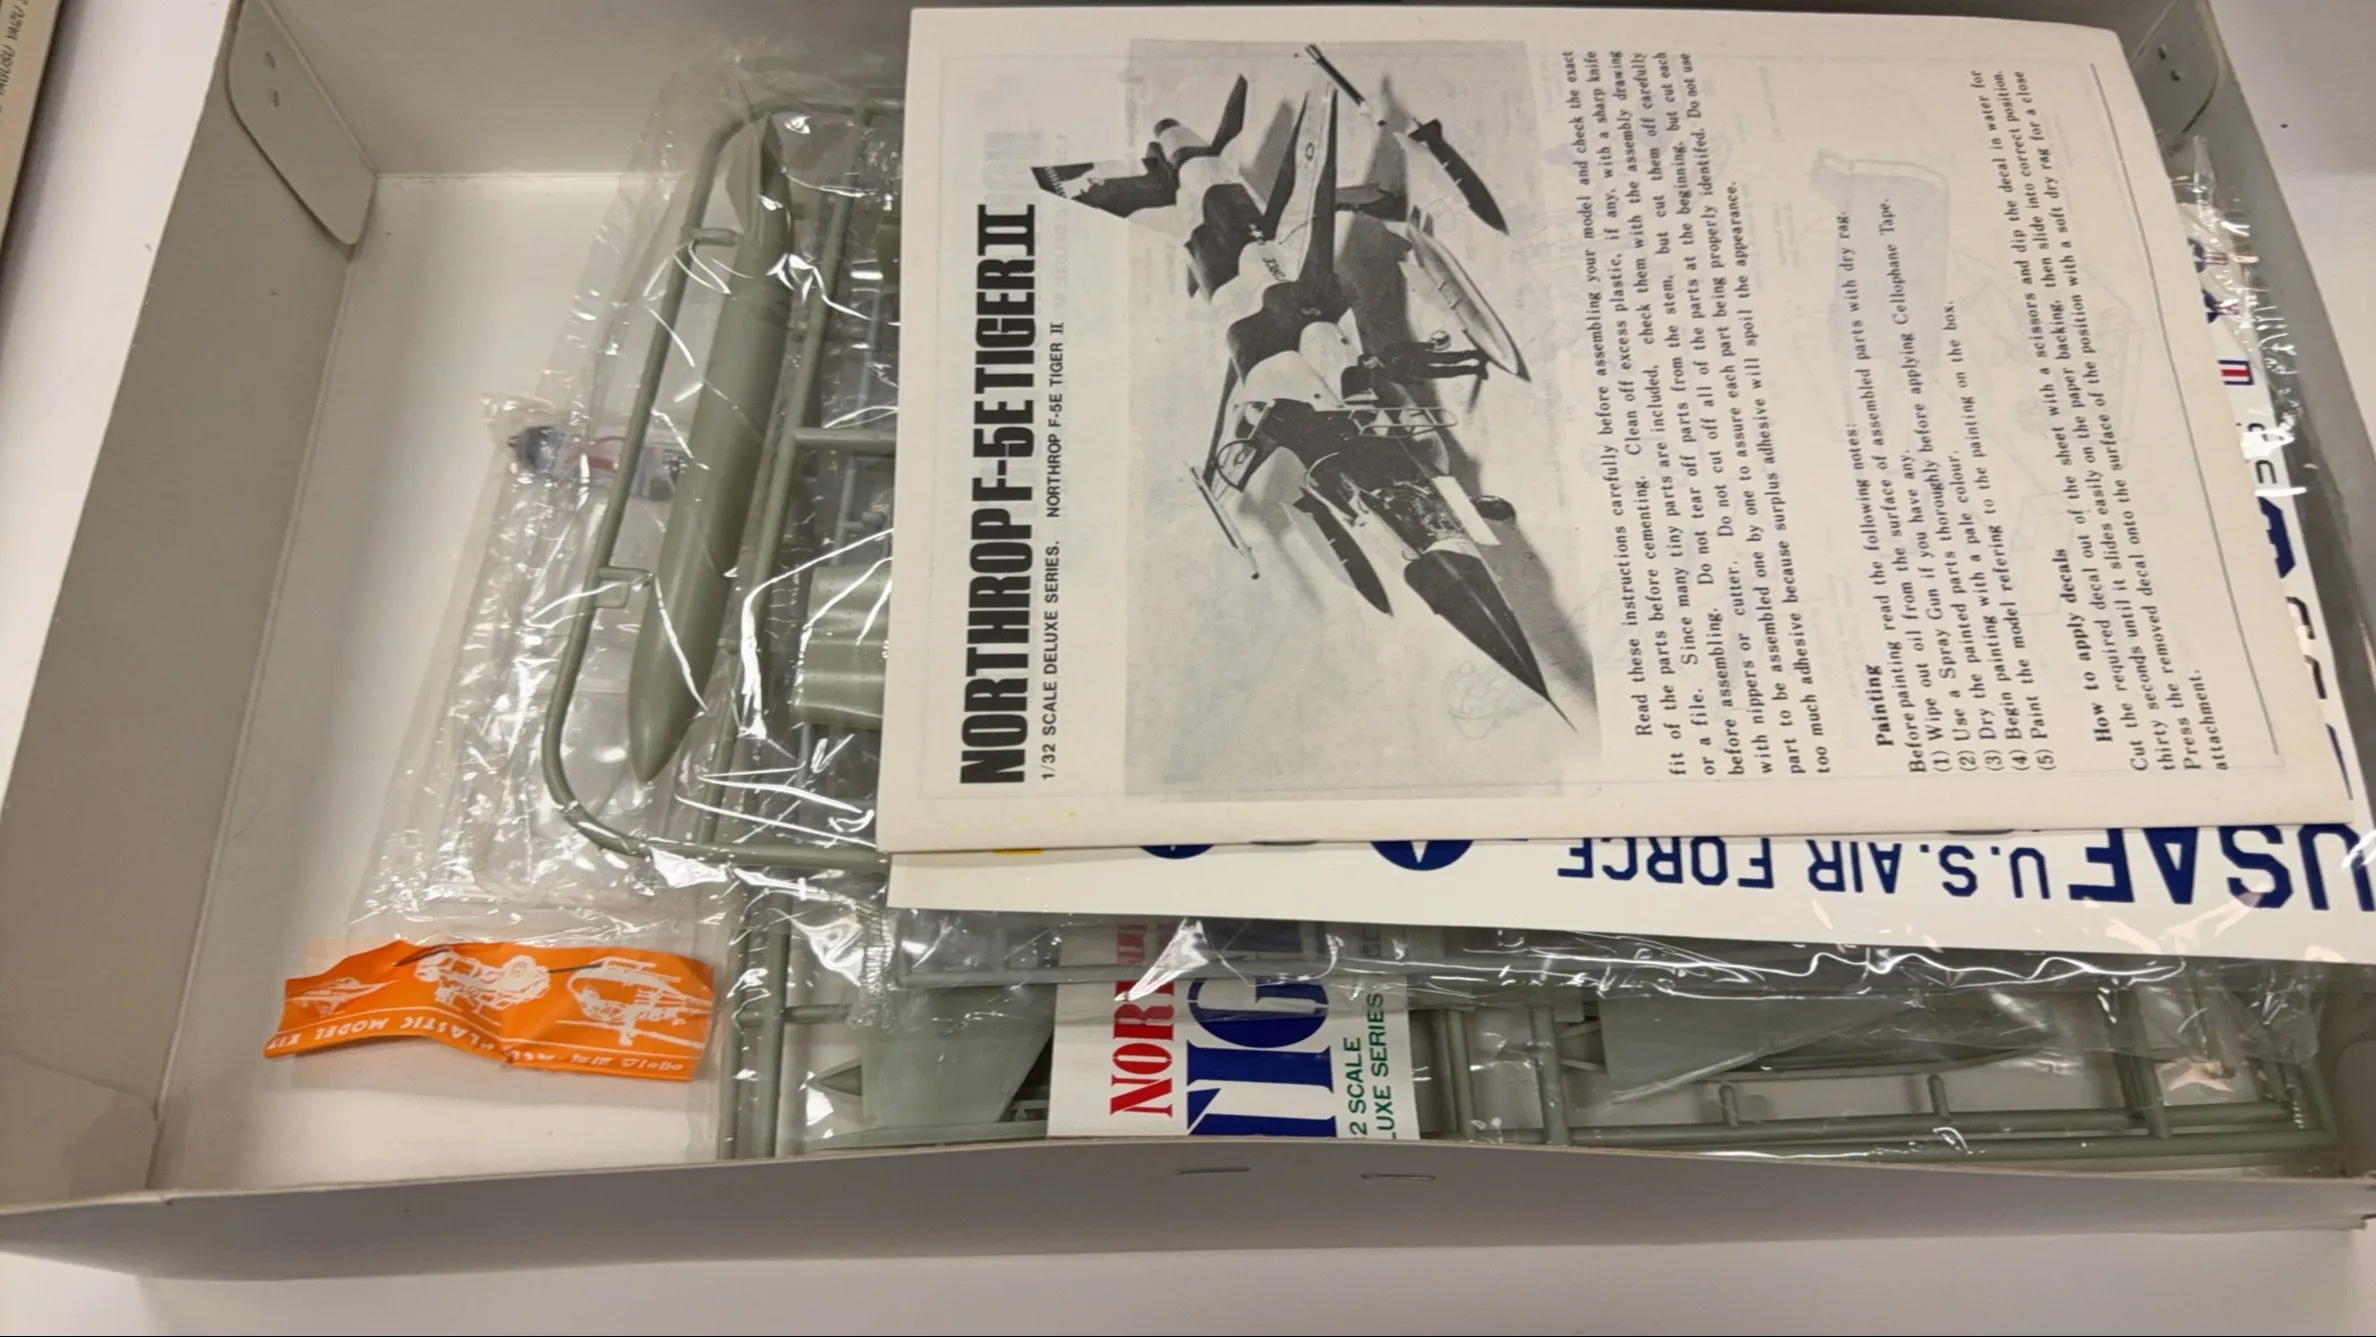 NORTHROP F-5E TIGER II
1/32 SCALE DELUXE SERIES. NORTHROP F-5E TIGER II
Read these instructions carefully before assembling your model and check the exact
fit of the parts before cementing. Clean off excess plastic, if any, with a sharp knife
or a file. Since many tiny parts are included, check them with the assembly drawing
before assembling. Do not tear off parts from the stem, but cut them off carefully
with nippers or cutter. Do not cut off all of the parts at the beginning, but cut each
part to be assembled one by one to assure each part being properly identifed. Do not use
too much adhesive because surplus adhesive will spoil the appearance.
Painting
Before painting read the following notes:
(1) Wipe out oil from the surface of assembled parts with dry rag.
(2) Use a Spray Gun if you have any.
(3) Dry the painted parts thoroughly before applying Cellophane Tape.
(4) Begin painting with a pale colour.
(5) Paint the model referring to the painting on the box.
How to apply decals
Cut the required decal out of the sheet with a scissors and dip the decal in water for
thirty seconds until it slides easily on the paper backing, then slide into correct position.
Press the removed decal onto the surface of the position with a soft dry rag for a close
attachment.
USAF U.S. AIR FORCE
NOR
TIG
2 SCALE
UXE SERIES
PLASTIC MODEL KIT